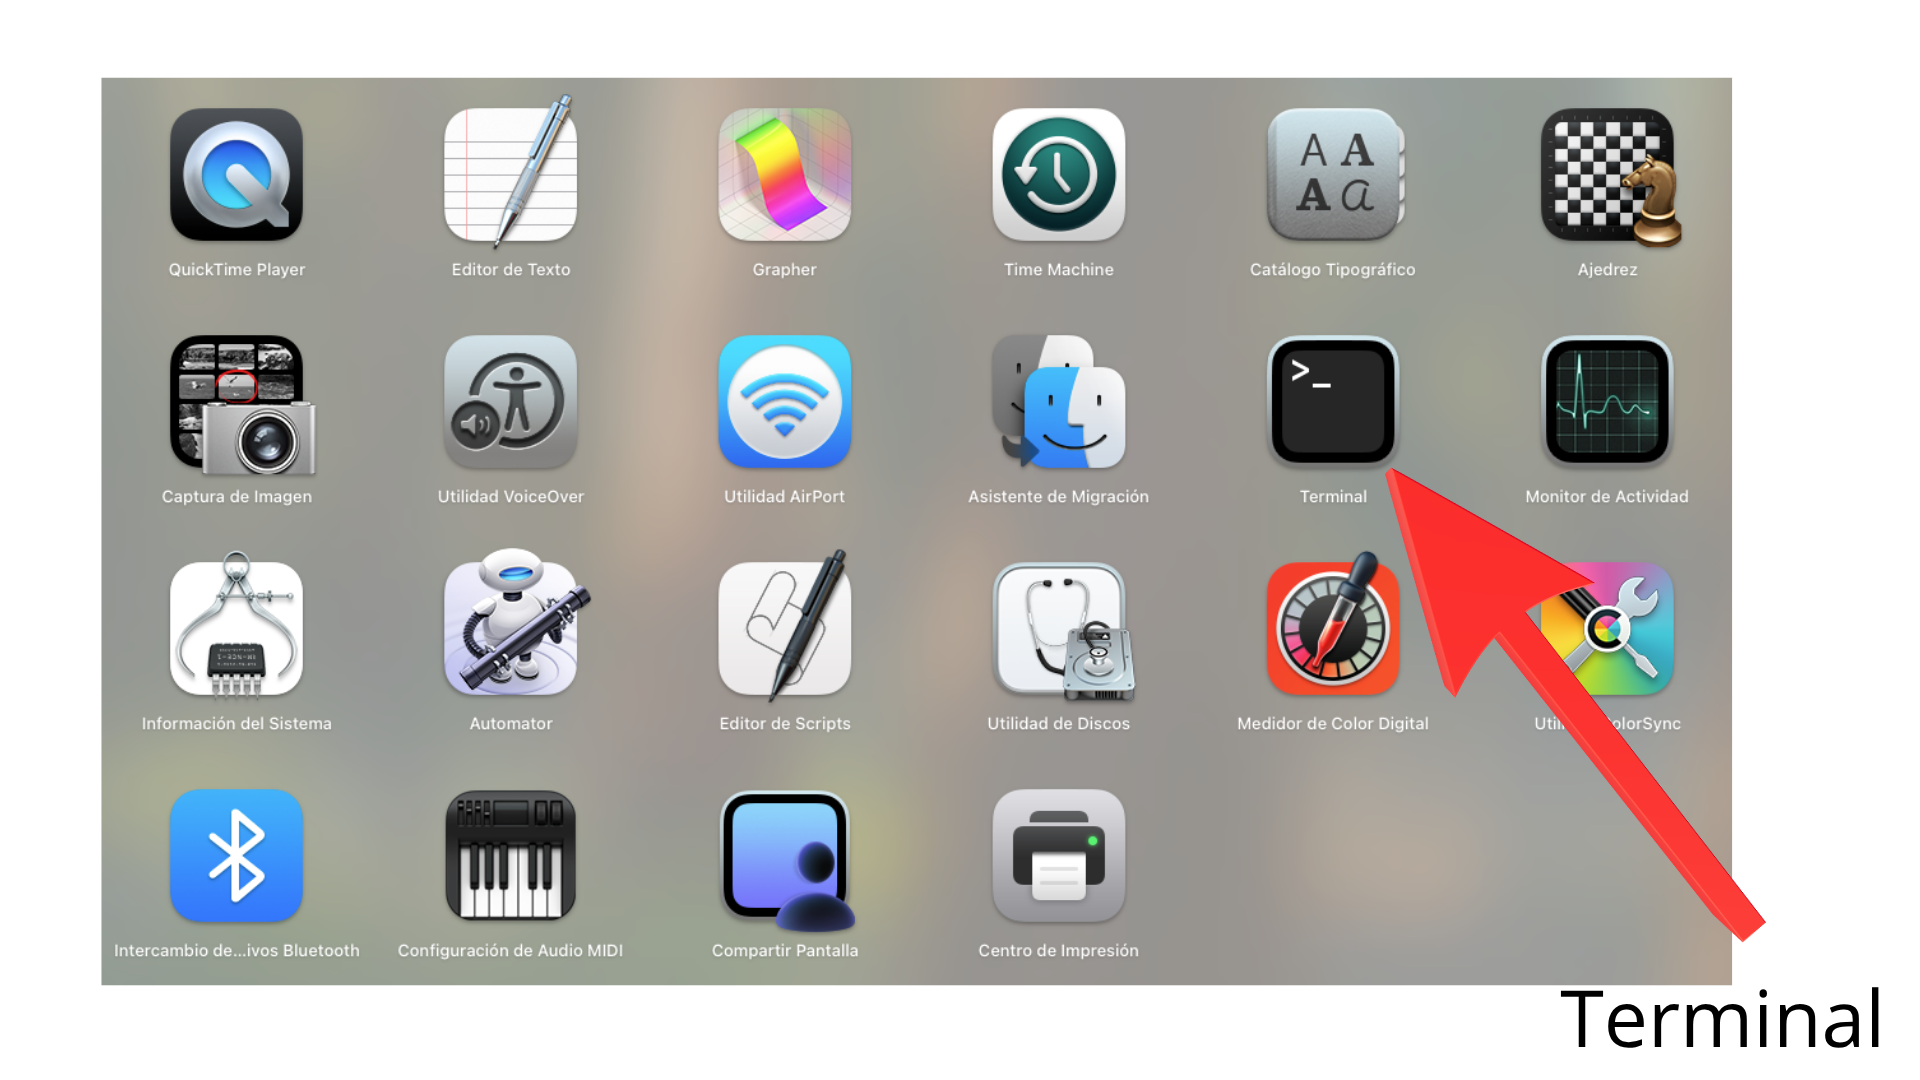 QuickTime Player
Editor de Texto
Grapher
Time Machine
Catálogo Tipográfico
Ajedrez
Captura de Imagen
Utilidad VoiceOver
Utilidad AirPort
Asistente de Migración
>_
Terminal
Monitor de Actividad
Información del Sistema
Automator
Editor de Scripts
Utilidad de Discos
Medidor de Color Digital
Intercambio de...ivos Bluetooth
Configuración de Audio MIDI
Compartir Pantalla
Centro de Impresión
Terminal